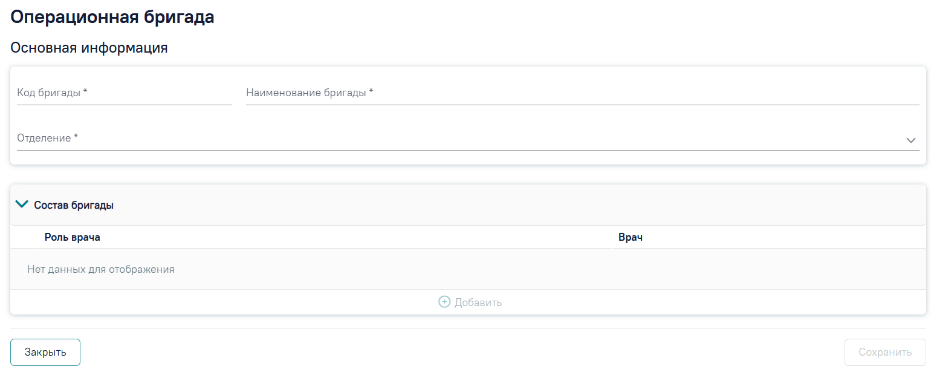 Операционная бригада
Основная информация
Код бригады *
Наименование бригады *
Отделение *
Состав бригады
Роль врача
Врач
Нет данных для отображения
Добавить
Закрыть
Сохранить